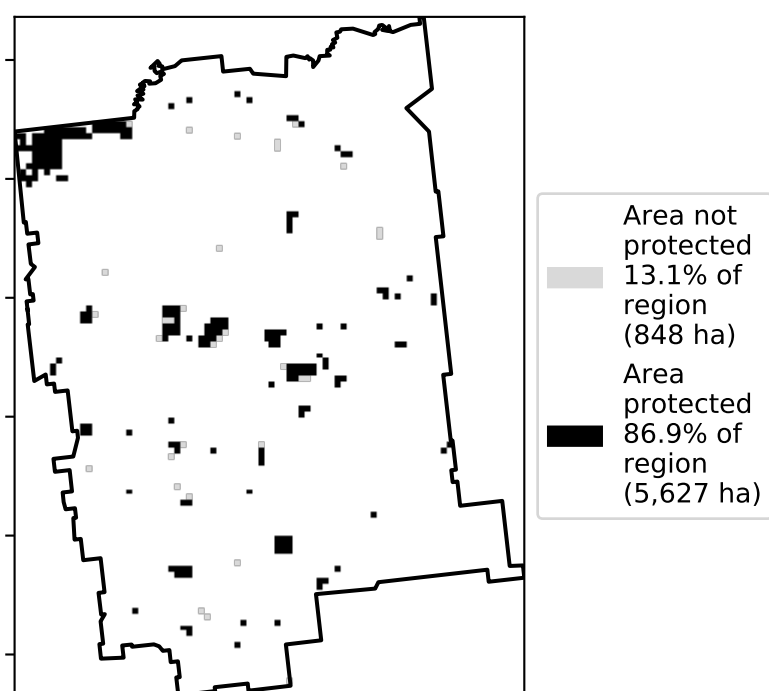 Area not
protected
13.1% of
region
(848 ha)
Area
protected
86.9% of
region
(5,627 ha)